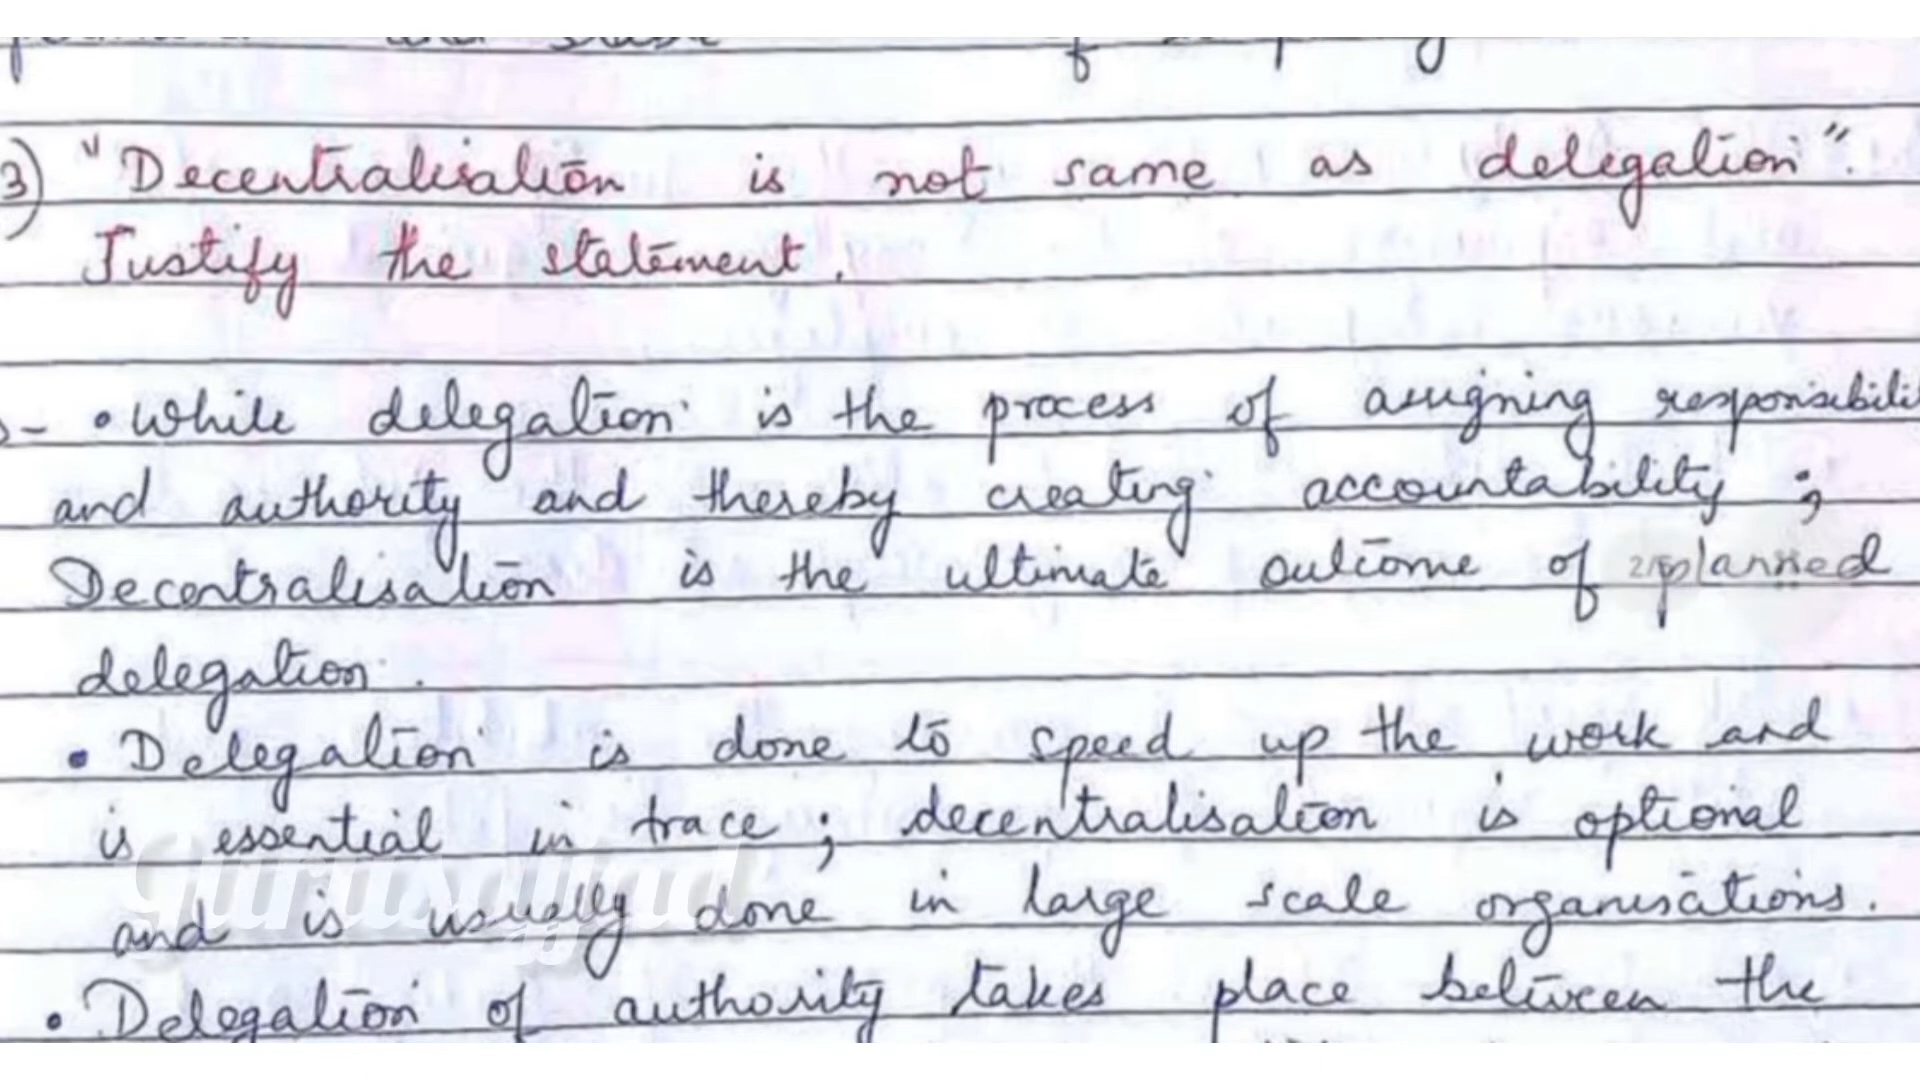 3) "Decentralisation is not same as delegation".
Justify the statement.
- • While delegation is the process of assigning responsibili
and authority and thereby creating accountability ;
Decentralisation is the ultimate outcome of planned
delegation.
• Delegation is done to speed up the work and
is essential in trace ; decentralisation is optional
and is usually done in large scale organisations.
• Delegation of authority takes place between the